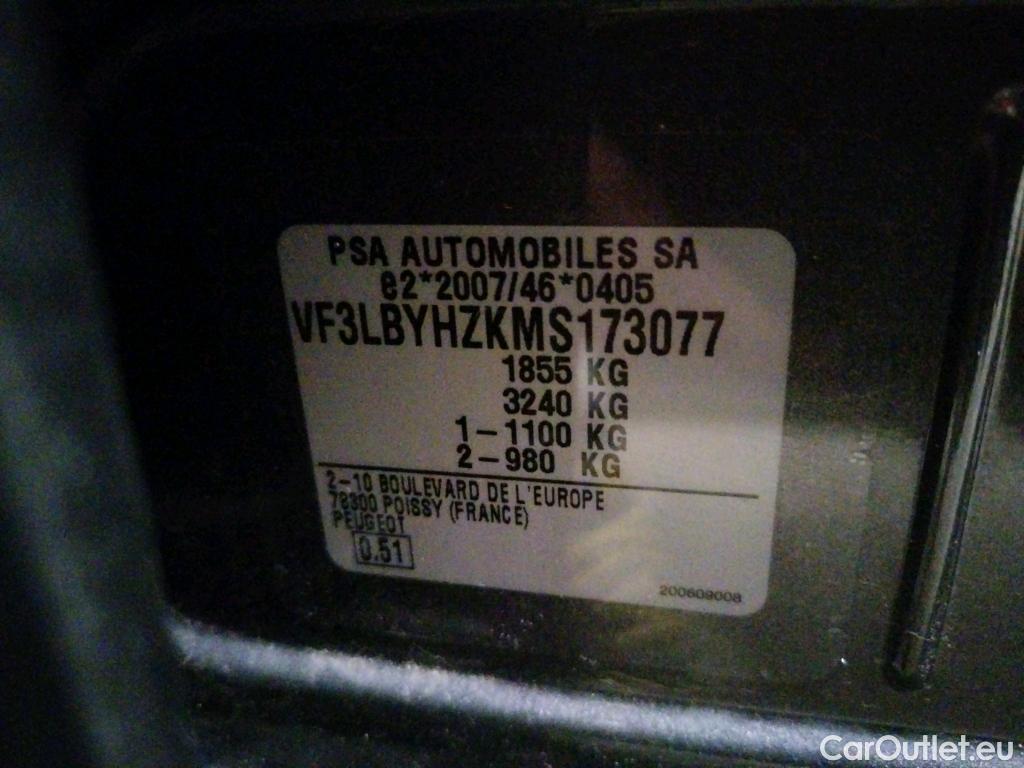 PSA AUTOMOBILES SA
e2*2007/46*0405
VF3LBYHZKMS173077
1855 KG
3240 KG
1-1100 KG
2-980 KG
2-10 BOULEVARD DE L'EUROPE
78300 POISSY (FRANCE)
PEUGEOT
0.51
200609008
CarOutlet.eu